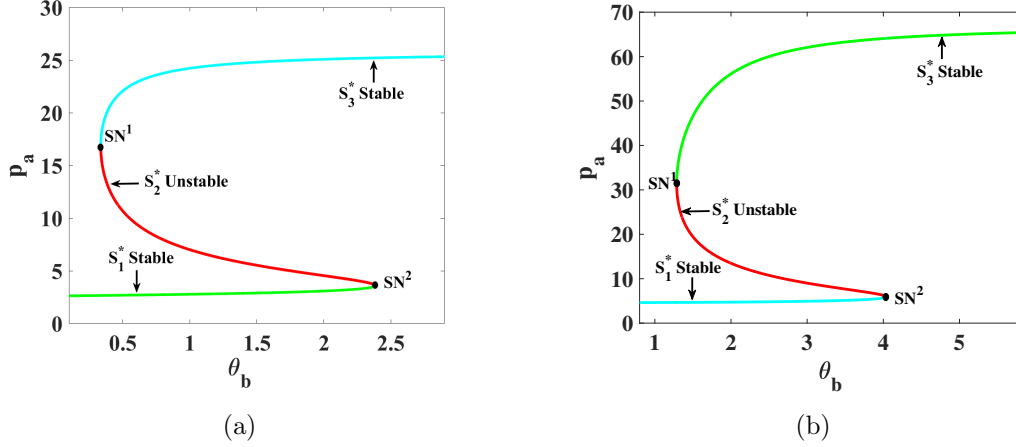 30
25
20
15
10
5
0
p_a
0.5 1 1.5 2 2.5
θ_b
S_3^* Stable
SN^1
S_2^* Unstable
S_1^* Stable
SN^2
(a)
70
60
50
40
30
20
10
0
p_a
1 2 3 4 5
θ_b
S_3^* Stable
SN^1
S_2^* Unstable
S_1^* Stable
SN^2
(b)